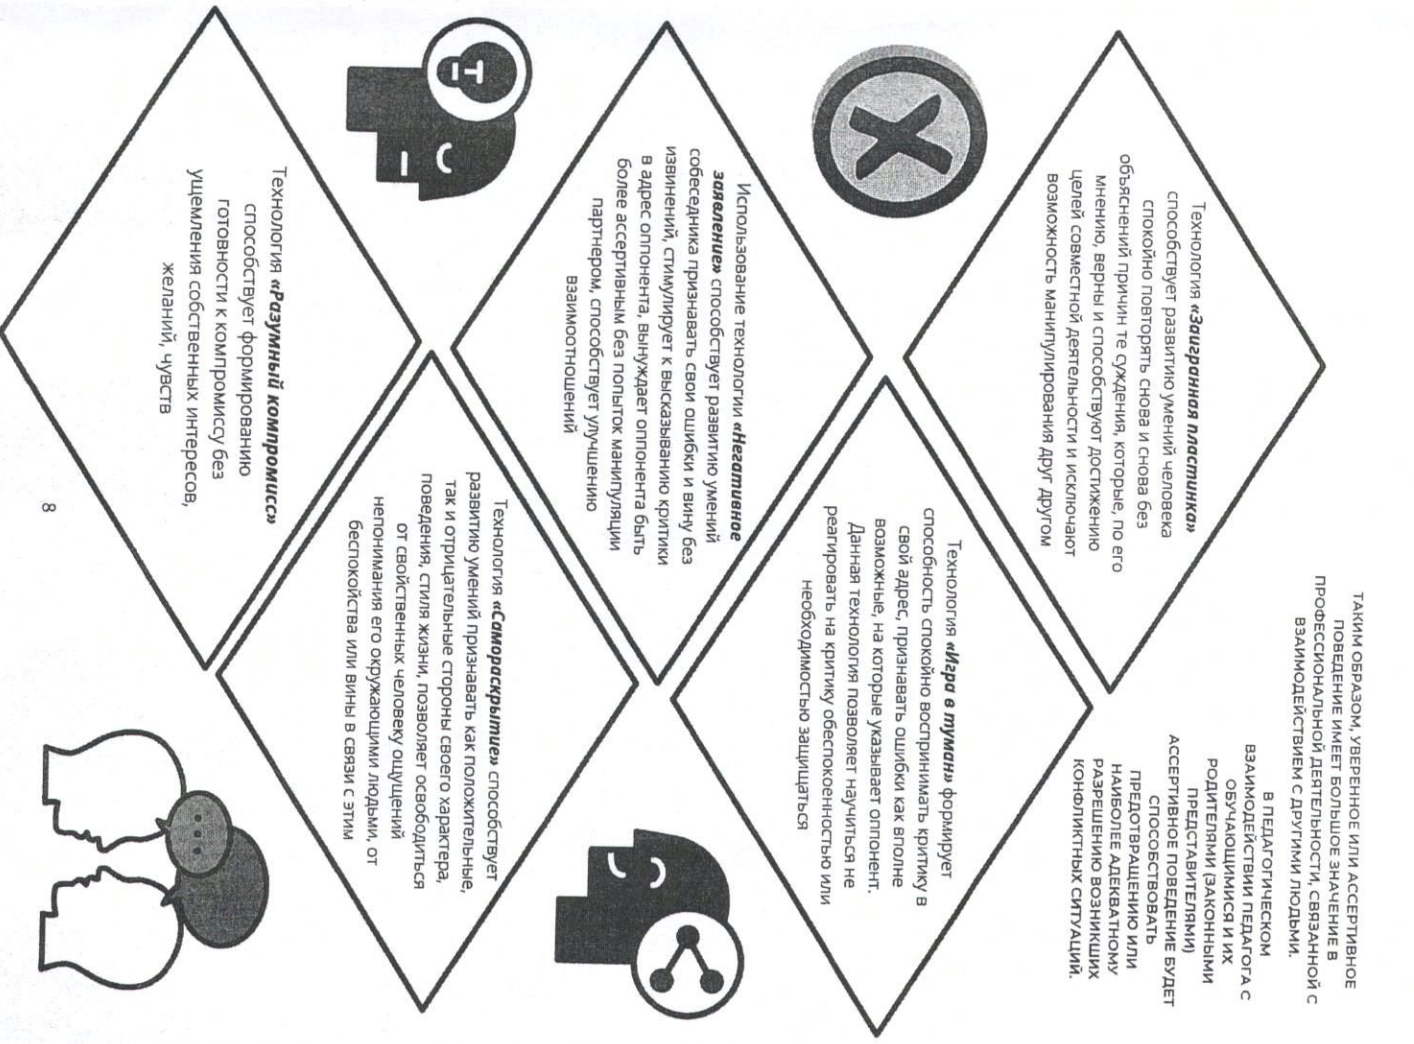 ТАКИМ ОБРАЗОМ, УВЕРЕННОЕ ИЛИ АССЕРТИВНОЕ
ПОВЕДЕНИЕ ИМЕЕТ БОЛЬШОЕ ЗНАЧЕНИЕ В
ПРОФЕССИОНАЛЬНОЙ ДЕЯТЕЛЬНОСТИ, СВЯЗАННОЙ С
ВЗАИМОДЕЙСТВИЕМ С ДРУГИМИ ЛЮДЬМИ.
В ПЕДАГОГИЧЕСКОМ
ВЗАИМОДЕЙСТВИИ ПЕДАГОГА С
ОБУЧАЮЩИМИСЯ И ИХ
РОДИТЕЛЯМИ (ЗАКОННЫМИ
ПРЕДСТАВИТЕЛЯМИ)
АССЕРТИВНОЕ ПОВЕДЕНИЕ БУДЕТ
СПОСОБСТВОВАТЬ
ПРЕДОТВРАЩЕНИЮ ИЛИ
НАИБОЛЕЕ АДЕКВАТНОМУ
РАЗРЕШЕНИЮ ВОЗНИКШИХ
КОНФЛИКТНЫХ СИТУАЦИЙ.
Технология «Заигранная пластинка»
способствует развитию умений человека
спокойно повторять снова и снова без
объяснений причин те суждения, которые, по его
мнению, верны и способствуют достижению
целей совместной деятельности и исключают
возможность манипулирования друг другом
Технология «Игра в туман» формирует
способность спокойно воспринимать критику в
свой адрес, признавать ошибки как вполне
возможные, на которые указывает оппонент.
Данная технология позволяет научиться не
реагировать на критику обеспокоенностью или
необходимостью защищаться
Использование технологии «Негативное
заявление» способствует развитию умений
собеседника признавать свои ошибки и вину без
извинений, стимулирует к высказыванию критики
в адрес оппонента, вынуждает оппонента быть
более ассертивным без попыток манипуляции
партнером, способствует улучшению
взаимоотношений
Технология «Самораскрытие» способствует
развитию умений признавать как положительные,
так и отрицательные стороны своего характера,
поведения, стиля жизни, позволяет освободиться
от свойственных человеку ощущений
непонимания его окружающими людьми, от
беспокойства или вины в связи с этим
Технология «Разумный компромисс»
способствует формированию
готовности к компромиссу без
ущемления собственных интересов,
желаний, чувств
8